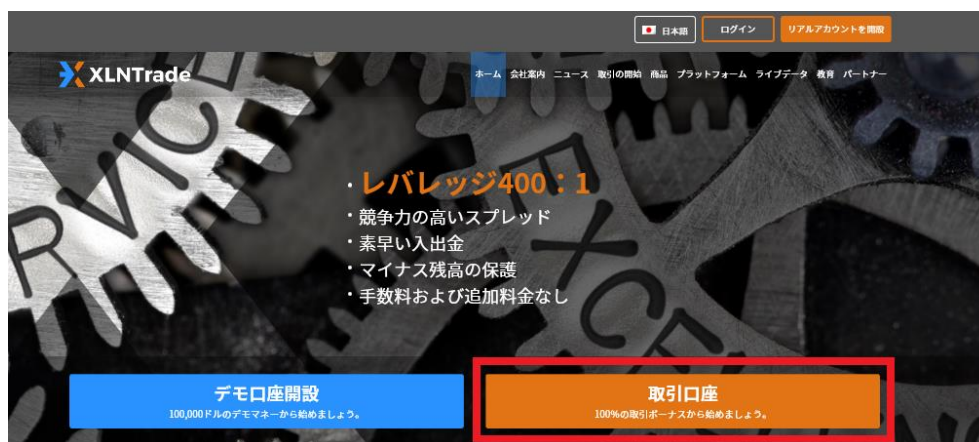 日本語
ログイン
リアルアカウントを開設
XLNTrade
ホーム 会社案内 ニュース 取引の開始 商品 プラットフォーム ライブデータ 教育 パートナー
・レバレッジ400：1
・競争力の高いスプレッド
・素早い入出金
・マイナス残高の保護
・手数料および追加料金なし
RVICE
EXCE
デモ口座開設
100,000ドルのデモマネーから始めましょう。
取引口座
100%の取引ボーナスから始めましょう。